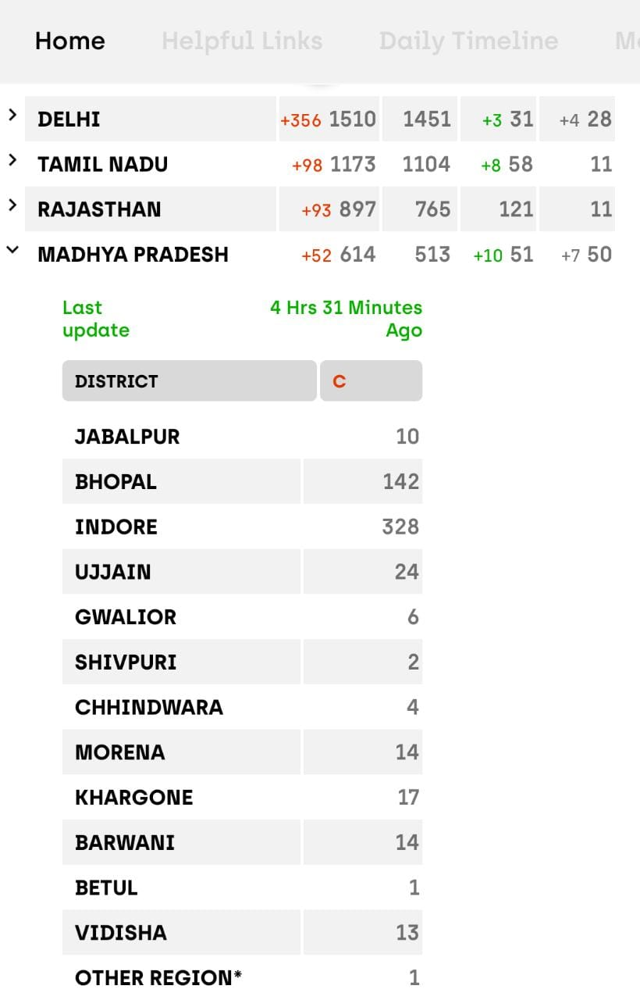 Home Helpful Links Daily Timeline
DELHI +356 1510 1451 +3 31 +4 28
TAMIL NADU +98 1173 1104 +8 58 11
RAJASTHAN +93 897 765 121 11
MADHYA PRADESH +52 614 513 +10 51 +7 50
Last 4 Hrs 31 Minutes
update Ago
DISTRICT C
JABALPUR 10
BHOPAL 142
INDORE 328
UJJAIN 24
GWALIOR 6
SHIVPURI 2
CHHINDWARA 4
MORENA 14
KHARGONE 17
BARWANI 14
BETUL 1
VIDISHA 13
OTHER REGION* 1